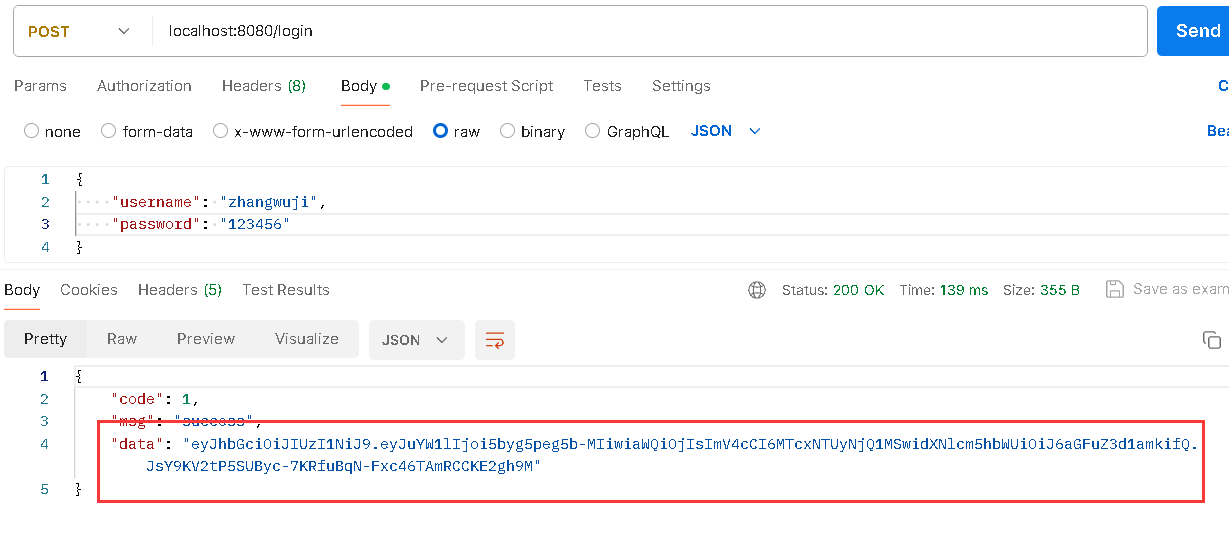 POST localhost:8080/login Send
Params Authorization Headers (8) Body Pre-request Script Tests Settings C
none form-data x-www-form-urlencoded raw binary GraphQL JSON Bea
1 {
2 "username": "zhangwuji",
3 "password": "123456"
4 }
Body Cookies Headers (5) Test Results Status: 200 OK Time: 139 ms Size: 355 B Save as exam
Pretty Raw Preview Visualize JSON
1 {
2 "code": 1,
3 "msg": "success",
4 "data": "eyJhbGciOiJIUzI1NiJ9.eyJuYW1lIjoi5byg5peg5b-MIiwiaWQiOjIsImV4cCI6MTcxNTUyNjQ1MSwidXNlcm5hbWUiOiJ6aGFuZ3d1amkifQ.
JsY9KV2tP5SUByc-7KRfuBqN-Fxc46TAmRCCKE2gh9M"
5 }